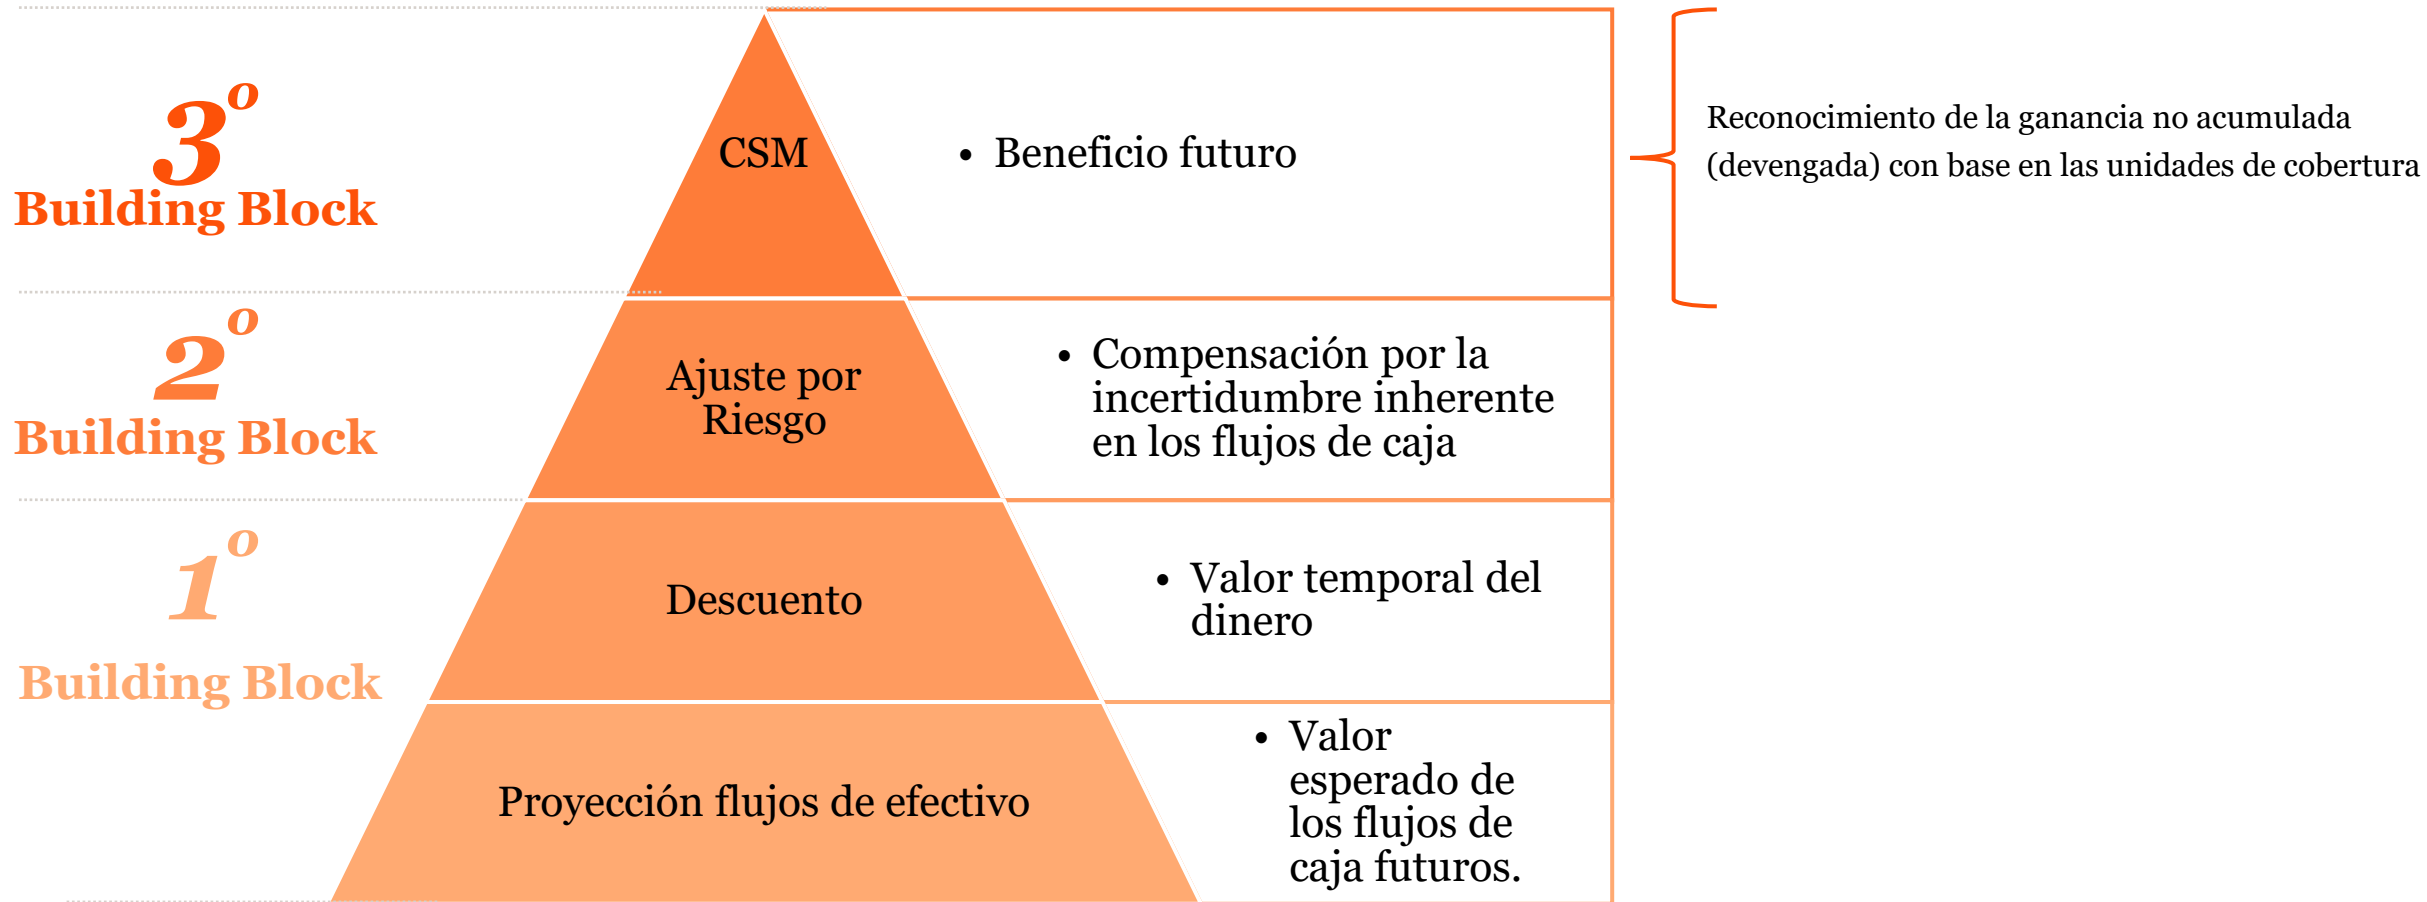 3º
Building Block
CSM
• Beneficio futuro
Reconocimiento de la ganancia no acumulada
(devengada) con base en las unidades de cobertura
2º
Building Block
Ajuste por
Riesgo
• Compensación por la
incertidumbre inherente
en los flujos de caja
1º
Building Block
Descuento
• Valor temporal del
dinero
Proyección flujos de efectivo
• Valor
esperado de
los flujos de
caja futuros.